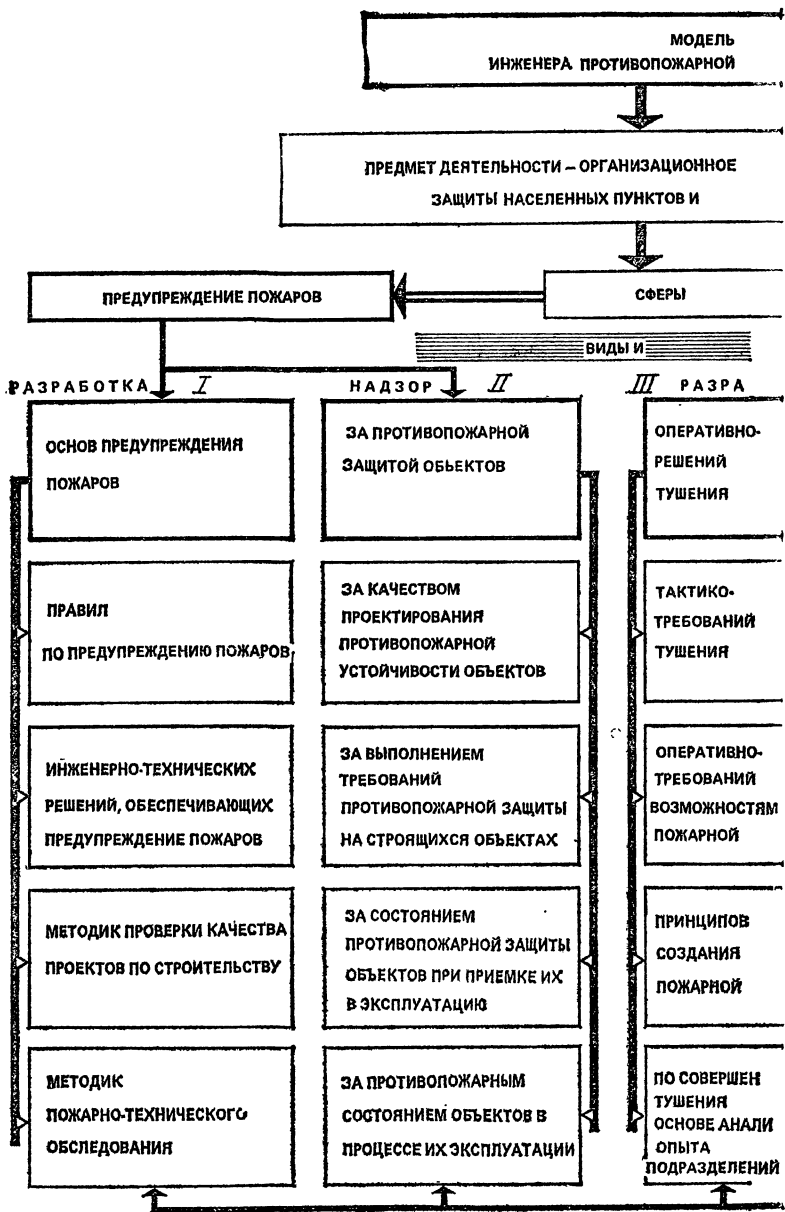 МОДЕЛЬ
ИНЖЕНЕРА ПРОТИВОПОЖАРНОЙ
ПРЕДМЕТ ДЕЯТЕЛЬНОСТИ – ОРГАНИЗАЦИОННОЕ
ЗАЩИТЫ НАСЕЛЕННЫХ ПУНКТОВ И
ПРЕДУПРЕЖДЕНИЕ ПОЖАРОВ
СФЕРЫ
ВИДЫ И
РАЗРАБОТКА I
НАДЗОР II
III РАЗРА
ОСНОВ ПРЕДУПРЕЖДЕНИЯ
ПОЖАРОВ
ЗА ПРОТИВОПОЖАРНОЙ
ЗАЩИТОЙ ОБЬЕКТОВ
ОПЕРАТИВНО-
РЕШЕНИЙ
ТУШЕНИЯ
ПРАВИЛ
ПО ПРЕДУПРЕЖДЕНИЮ ПОЖАРОВ
ЗА КАЧЕСТВОМ
ПРОЕКТИРОВАНИЯ
ПРОТИВОПОЖАРНОЙ
УСТОЙЧИВОСТИ ОБЪЕКТОВ
ТАКТИКО-
ТРЕБОВАНИЙ
ТУШЕНИЯ
ИНЖЕНЕРНО-ТЕХНИЧЕСКИХ
РЕШЕНИЙ, ОБЕСПЕЧИВАЮЩИХ
ПРЕДУПРЕЖДЕНИЕ ПОЖАРОВ
ЗА ВЫПОЛНЕНИЕМ
ТРЕБОВАНИЙ
ПРОТИВОПОЖАРНОЙ ЗАЩИТЫ
НА СТРОЯЩИХСЯ ОБЪЕКТАХ
ОПЕРАТИВНО-
ТРЕБОВАНИЙ
ВОЗМОЖНОСТЯМ
ПОЖАРНОЙ
МЕТОДИК ПРОВЕРКИ КАЧЕСТВА
ПРОЕКТОВ ПО СТРОИТЕЛЬСТВУ
ЗА СОСТОЯНИЕМ
ПРОТИВОПОЖАРНОЙ ЗАЩИТЫ
ОБЪЕКТОВ ПРИ ПРИЕМКЕ ИХ
В ЭКСПЛУАТАЦИЮ
ПРИНЦИПОВ
СОЗДАНИЯ
ПОЖАРНОЙ
МЕТОДИК
ПОЖАРНО-ТЕХНИЧЕСКОГО
ОБСЛЕДОВАНИЯ
ЗА ПРОТИВОПОЖАРНЫМ
СОСТОЯНИЕМ ОБЪЕКТОВ В
ПРОЦЕССЕ ИХ ЭКСПЛУАТАЦИИ
ПО СОВЕРШЕН
ТУШЕНИЯ
ОСНОВЕ АНАЛИ
ОПЫТА
ПОДРАЗДЕЛЕНИЙ